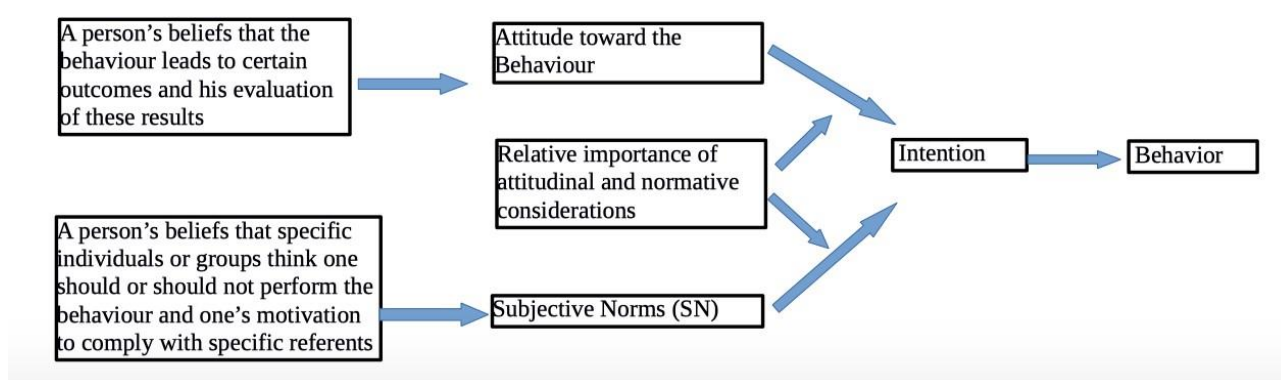 A person’s beliefs that the
behaviour leads to certain
outcomes and his evaluation
of these results
Attitude toward the
Behaviour
Relative importance of
attitudinal and normative
considerations
Intention
Behavior
A person’s beliefs that specific
individuals or groups think one
should or should not perform the
behaviour and one’s motivation
to comply with specific referents
Subjective Norms (SN)